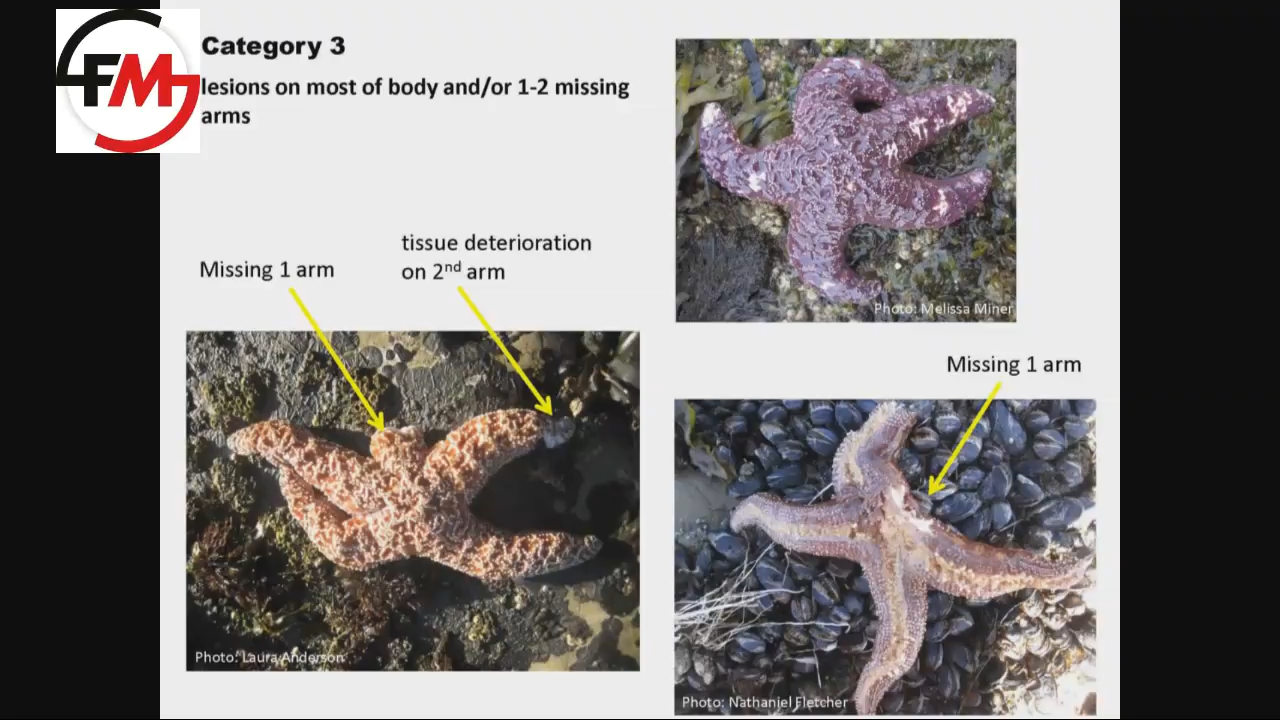 FM
Category 3
lesions on most of body and/or 1-2 missing
arms
tissue deterioration
on 2nd arm
Missing 1 arm
Photo: Melissa Miner
Missing 1 arm
Photo: Laura Anderson
Photo: Nathaniel Fletcher